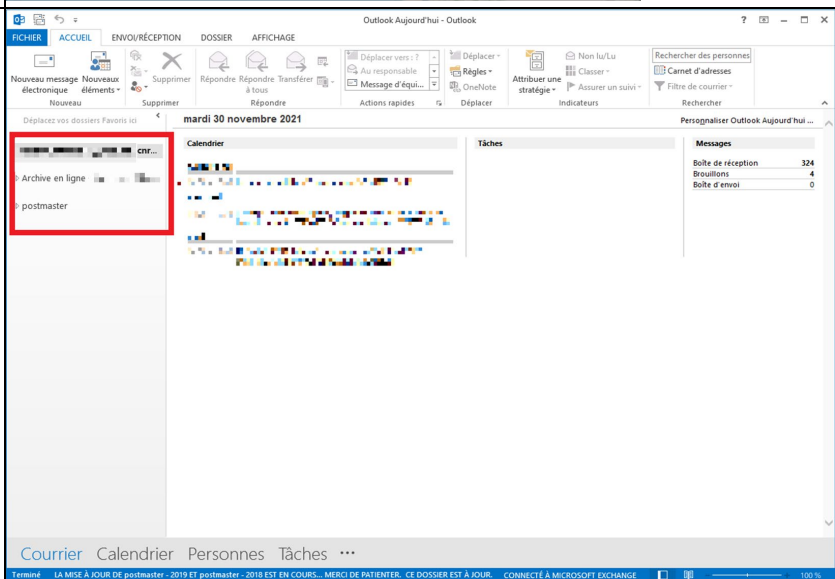 Outlook Aujourd'hui - Outlook
FICHIER ACCUEIL ENVOI/RÉCEPTION DOSSIER AFFICHAGE
Nouveau message électronique
Nouveaux éléments
Nouveau
Supprimer
Supprimer
Répondre
Répondre à tous
Transférer
Répondre
Déplacer vers : ?
Au responsable
Message d'équi...
Actions rapides
Déplacer
Règles
OneNote
Déplacer
Attribuer une stratégie
Non lu/Lu
Classer
Assurer un suivi
Indicateurs
Rechercher des personnes
Carnet d'adresses
Filtre de courrier
Rechercher
Déplacez vos dossiers Favoris ici
cnr...
Archive en ligne
postmaster
mardi 30 novembre 2021
Personnaliser Outlook Aujourd'hui ...
Calendrier
Tâches
Messages
Boîte de réception 324
Brouillons 4
Boîte d'envoi 0
Courrier Calendrier Personnes Tâches ...
Terminé LA MISE À JOUR DE postmaster - 2019 ET postmaster - 2018 EST EN COURS... MERCI DE PATIENTER. CE DOSSIER EST À JOUR. CONNECTÉ À MICROSOFT EXCHANGE 100 %